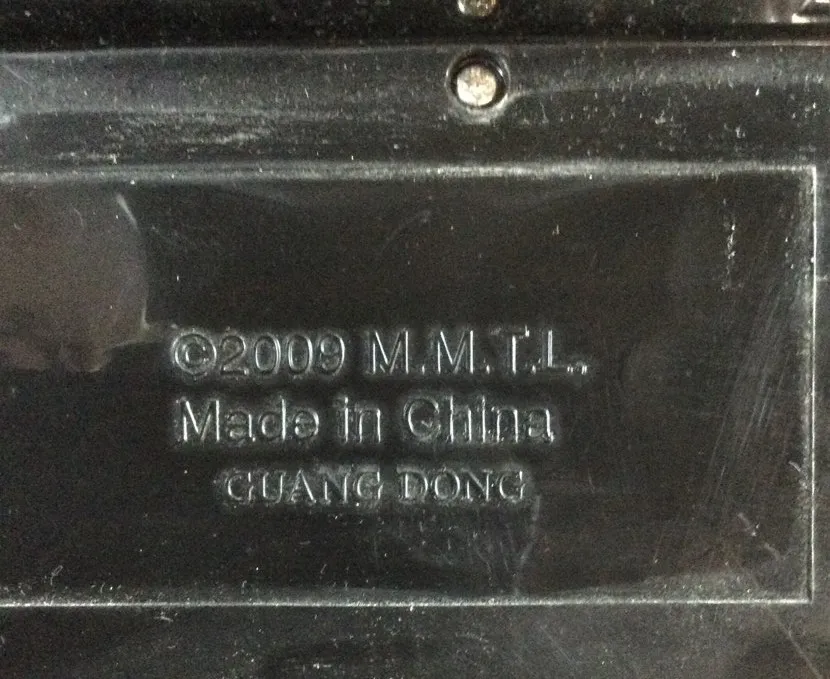 ©2009 M.M.T.L.,
Made in China
GUANG DONG